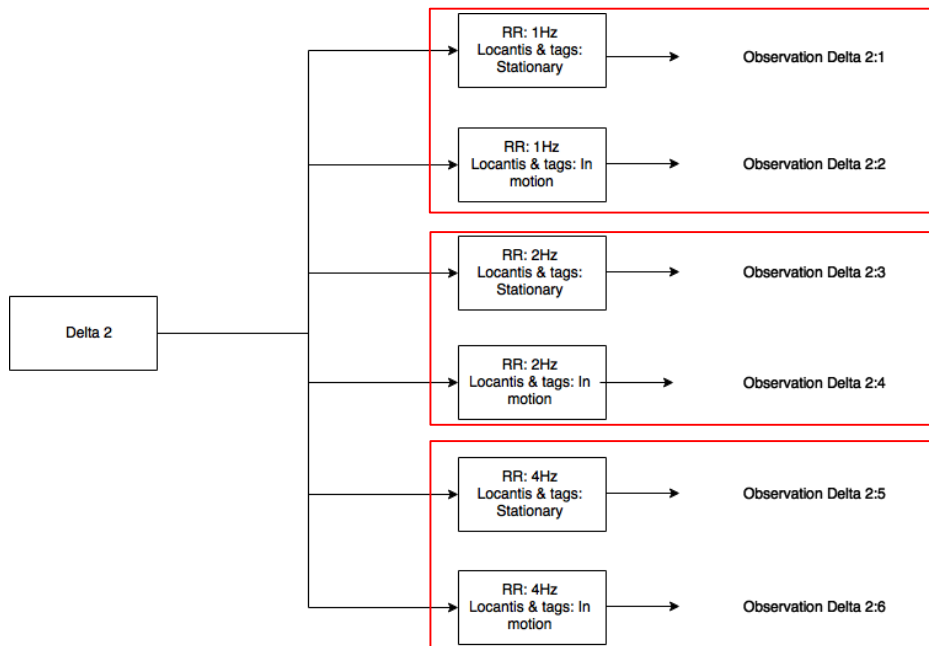 RR: 1Hz
Locantis & tags:
Stationary
Observation Delta 2:1
RR: 1Hz
Locantis & tags: In
motion
Observation Delta 2:2
RR: 2Hz
Locantis & tags:
Stationary
Observation Delta 2:3
Delta 2
RR: 2Hz
Locantis & tags: In
motion
Observation Delta 2:4
RR: 4Hz
Locantis & tags:
Stationary
Observation Delta 2:5
RR: 4Hz
Locantis & tags: In
motion
Observation Delta 2:6